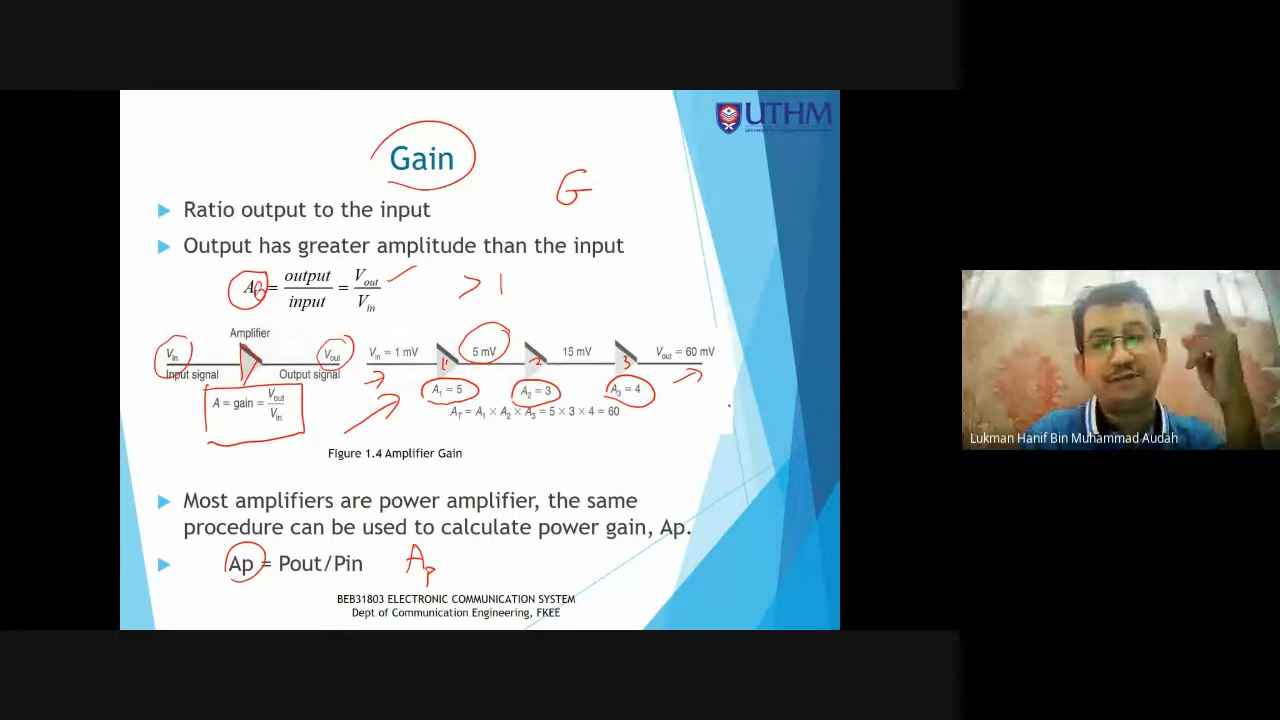 UTHM
Gain
G
Ratio output to the input
Output has greater amplitude than the input
A = output / input = Vout / Vin
> 1
Amplifier
Vin
Vout
Input signal
Output signal
A = gain = Vout / Vin
Vin = 1 mV
5 mV
15 mV
Vout = 60 mV
1
2
3
A1 = 5
A2 = 3
A3 = 4
AT = A1 × A2 × A3 = 5 × 3 × 4 = 60
Figure 1.4 Amplifier Gain
Most amplifiers are power amplifier, the same
procedure can be used to calculate power gain, Ap.
Ap = Pout/Pin
Ap
BEB31803 ELECTRONIC COMMUNICATION SYSTEM
Dept of Communication Engineering, FKEE
Lukman Hanif Bin Muhammad Audah